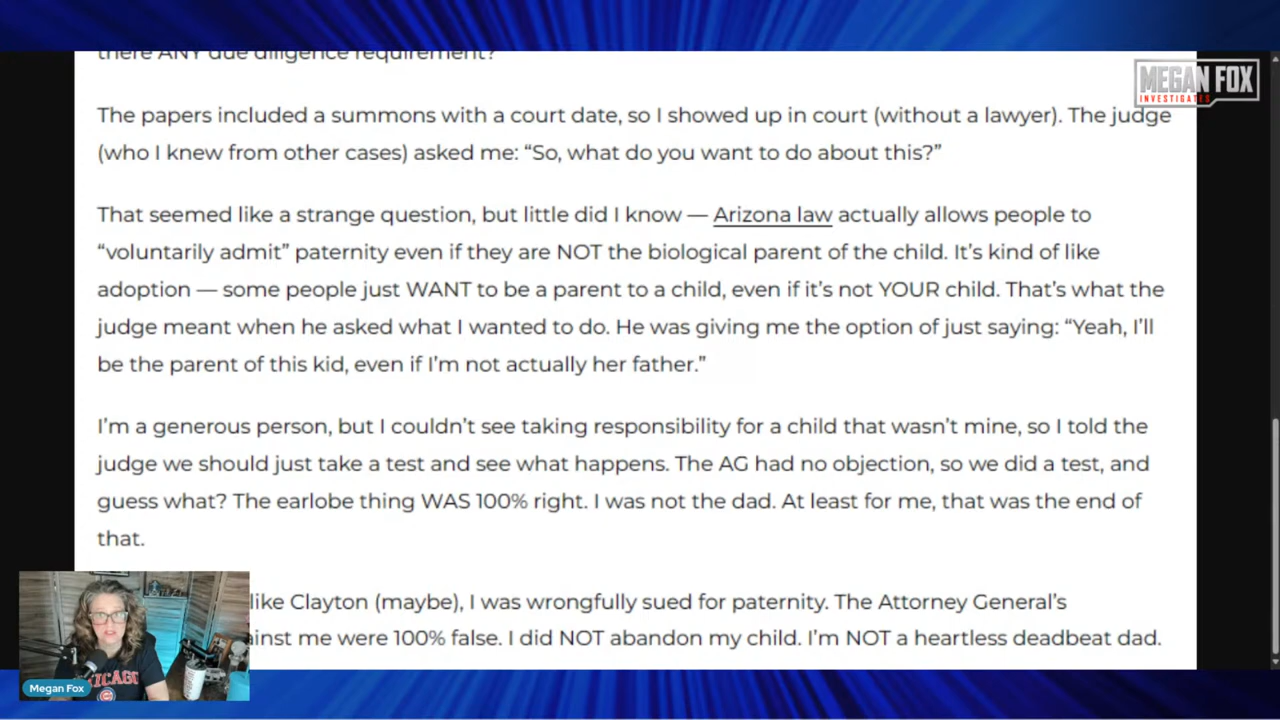 there ANY due diligence requirement?
MEGAN FOX
INVESTIGATES
The papers included a summons with a court date, so I showed up in court (without a lawyer). The judge
(who I knew from other cases) asked me: “So, what do you want to do about this?”
That seemed like a strange question, but little did I know — Arizona law actually allows people to
“voluntarily admit” paternity even if they are NOT the biological parent of the child. It’s kind of like
adoption — some people just WANT to be a parent to a child, even if it’s not YOUR child. That’s what the
judge meant when he asked what I wanted to do. He was giving me the option of just saying: “Yeah, I’ll
be the parent of this kid, even if I’m not actually her father.”
I’m a generous person, but I couldn’t see taking responsibility for a child that wasn’t mine, so I told the
judge we should just take a test and see what happens. The AG had no objection, so we did a test, and
guess what? The earlobe thing WAS 100% right. I was not the dad. At least for me, that was the end of
that.
like Clayton (maybe), I was wrongfully sued for paternity. The Attorney General’s
ainst me were 100% false. I did NOT abandon my child. I’m NOT a heartless deadbeat dad.
CHICAGO
Megan Fox